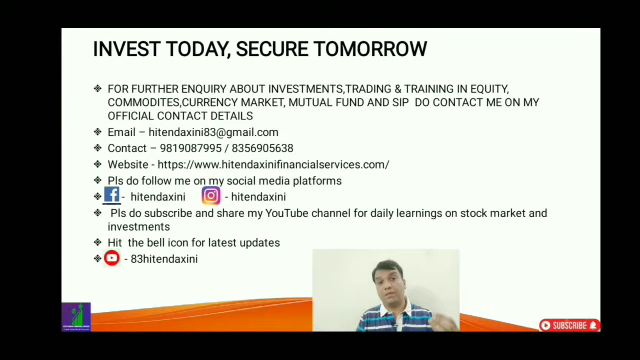 INVEST TODAY, SECURE TOMORROW
FOR FURTHER ENQUIRY ABOUT INVESTMENTS,TRADING & TRAINING IN EQUITY,
COMMODITES,CURRENCY MARKET, MUTUAL FUND AND SIP DO CONTACT ME ON MY
OFFICIAL CONTACT DETAILS
Email – hitendaxini83@gmail.com
Contact – 9819087995 / 8356905638
Website - https://www.hitendaxinifinancialservices.com/
Pls do follow me on my social media platforms
- hitendaxini - hitendaxini
Pls do subscribe and share my YouTube channel for daily learnings on stock market and
investments
Hit the bell icon for latest updates
- 83hitendaxini
SUBSCRIBE